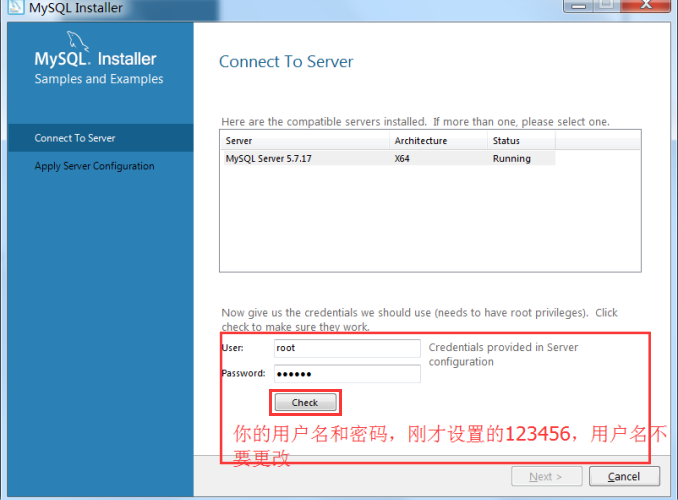 MySQL Installer
MySQL. Installer
Samples and Examples
Connect To Server
Apply Server Configuration
Connect To Server
Here are the compatible servers installed. If more than one, please select one.
Server Architecture Status
MySQL Server 5.7.17 X64 Running
Now give us the credentials we should use (needs to have root privileges). Click
check to make sure they work.
User: root Credentials provided in Server
configuration
Password: ●●●●●●
Check
你的用户名和密码，刚才设置的123456，用户名不
要更改
Next > Cancel